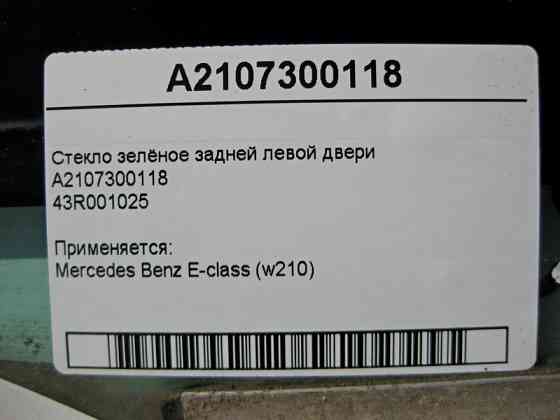 A2107300118
Стекло зелёное задней левой двери
A2107300118
43R001025
Применяется:
Mercedes Benz E-class (w210)